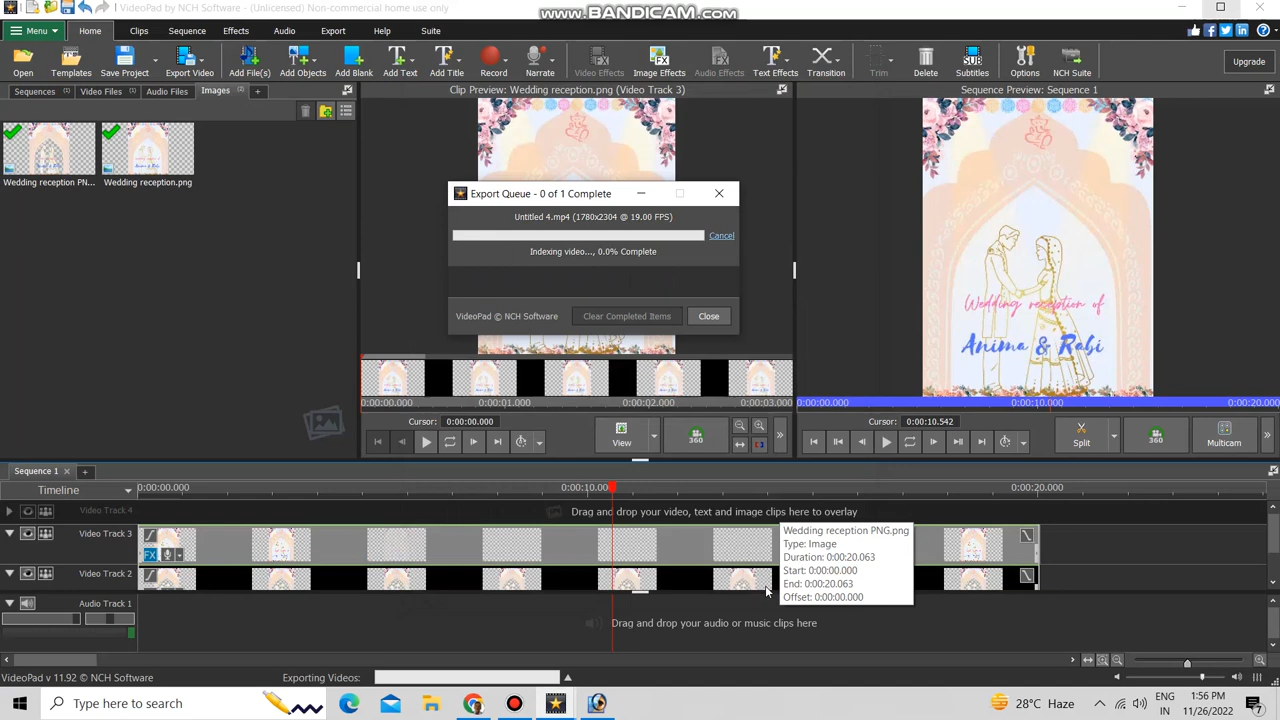 VideoPad by NCH Software - (Unlicensed) Non-commercial home use only
www.BANDICAM.com
Menu
Home
Clips
Sequence
Effects
Audio
Export
Help
Suite
Open
Templates
Save Project
Export Video
Add File(s)
Add Objects
Add Blank
Add Text
Add Title
Record
Narrate
Video Effects
Image Effects
Audio Effects
Text Effects
Transition
Trim
Delete
Subtitles
Options
NCH Suite
Upgrade
Sequences (1)
Video Files (1)
Audio Files
Images (2)
+
Clip Preview: Wedding reception.png (Video Track 3)
Sequence Preview: Sequence 1
Wedding reception PN...
Wedding reception.png
Export Queue - 0 of 1 Complete
Untitled 4.mp4 (1780x2304 @ 19.00 FPS)
Cancel
Indexing video..., 0.0% Complete
VideoPad © NCH Software
Clear Completed Items
Close
Wedding reception of
Anima & Rabi
0:00:00.000
0:00:01.000
0:00:02.000
0:00:03.000
0:00:00.000
0:00:10.000
0:00:20.000
Cursor: 0:00:00.000
View
360
Cursor: 0:00:10.542
Split
360
Multicam
Sequence 1
Timeline
0:00:00.000
0:00:10.000
0:00:20.000
Video Track 4
Drag and drop your video, text and image clips here to overlay
Video Track 3
FX
Video Track 2
Wedding reception PNG.png
Type: Image
Duration: 0:00:20.063
Start: 0:00:00.000
End: 0:00:20.063
Offset: 0:00:00.000
Audio Track 1
Drag and drop your audio or music clips here
VideoPad v 11.92 © NCH Software
Exporting Videos:
Type here to search
28°C Haze
ENG
IN
1:56 PM
11/26/2022
7